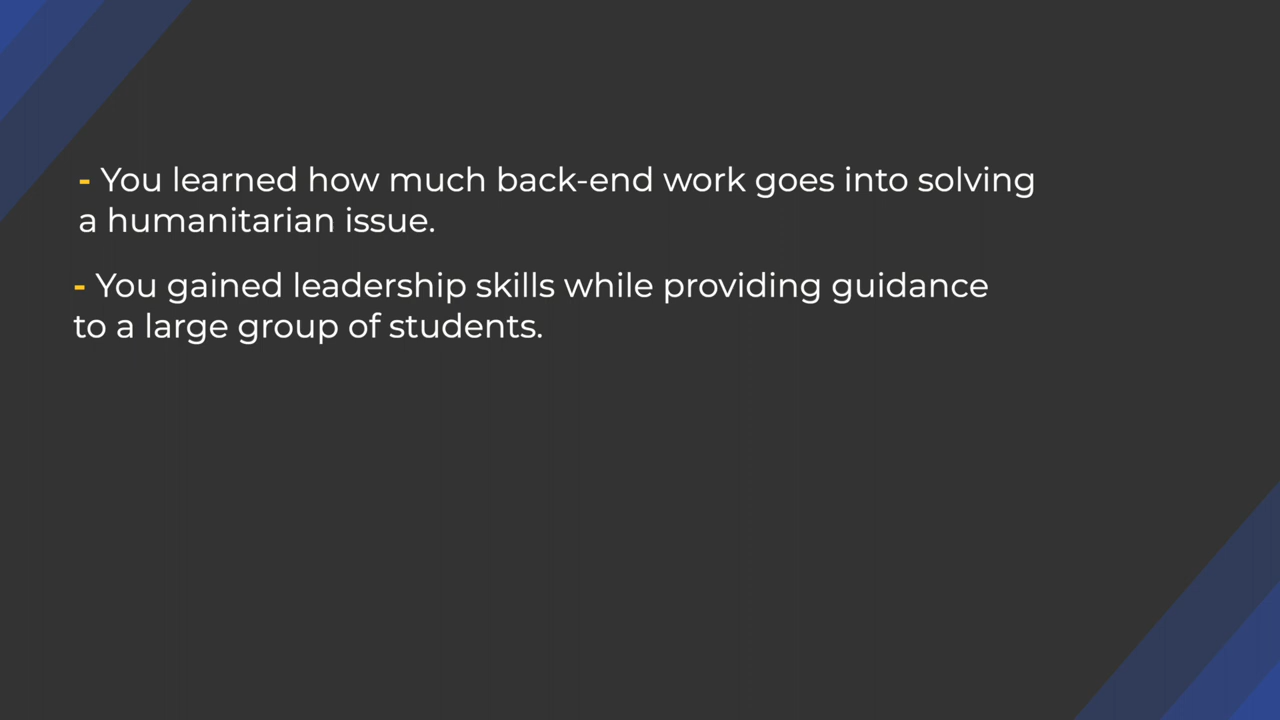 - You learned how much back-end work goes into solving
a humanitarian issue.
- You gained leadership skills while providing guidance
to a large group of students.